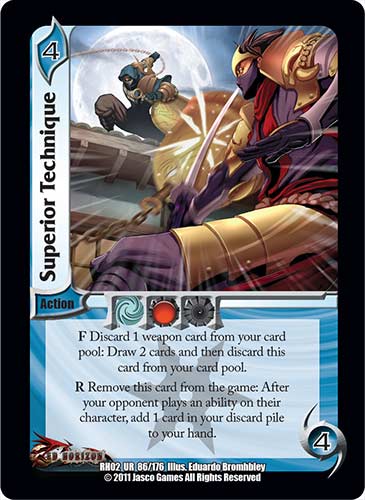 4
Superior Technique
Action
F Discard 1 weapon card from your card
pool: Draw 2 cards and then discard this
card from your card pool.
R Remove this card from the game: After
your opponent plays an ability on their
character, add 1 card in your discard pile
to your hand.
4
RED HORIZON
RH02 UR 86/176 Illus. Eduardo Bromhbley
© 2011 Jasco Games All Rights Reserved